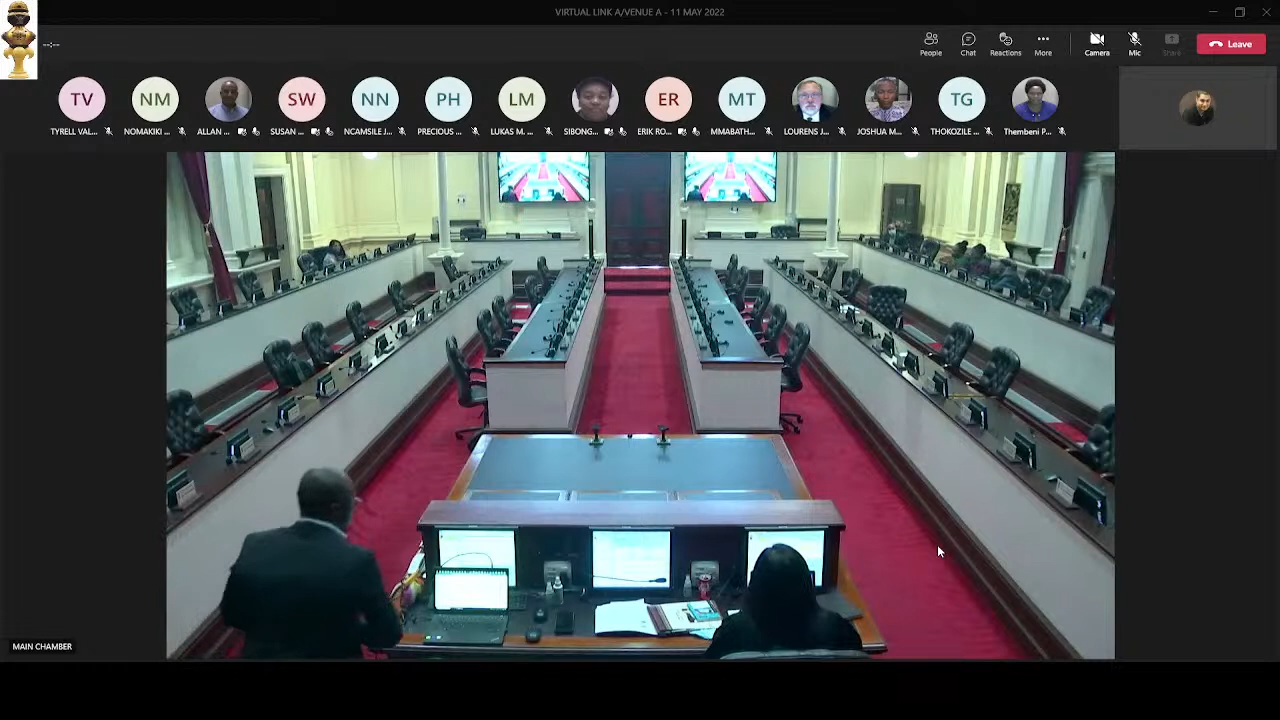 VIRTUAL LINK A/VENUE A - 11 MAY 2022
--:--
People
Chat
Reactions
More
Camera
Mic
Share
Leave
TV
NM
SW
NN
PH
LM
ER
MT
TG
TYRELL VAL...
NOMAKIKI ...
ALLAN ...
SUSAN ...
NCAMSILE J...
PRECIOUS ...
LUKAS M. ...
SIBONG...
ERIK RO...
MMABATH...
LOURENS J...
JOSHUA M...
THOKOZILE ...
Thembeni P...
MAIN CHAMBER